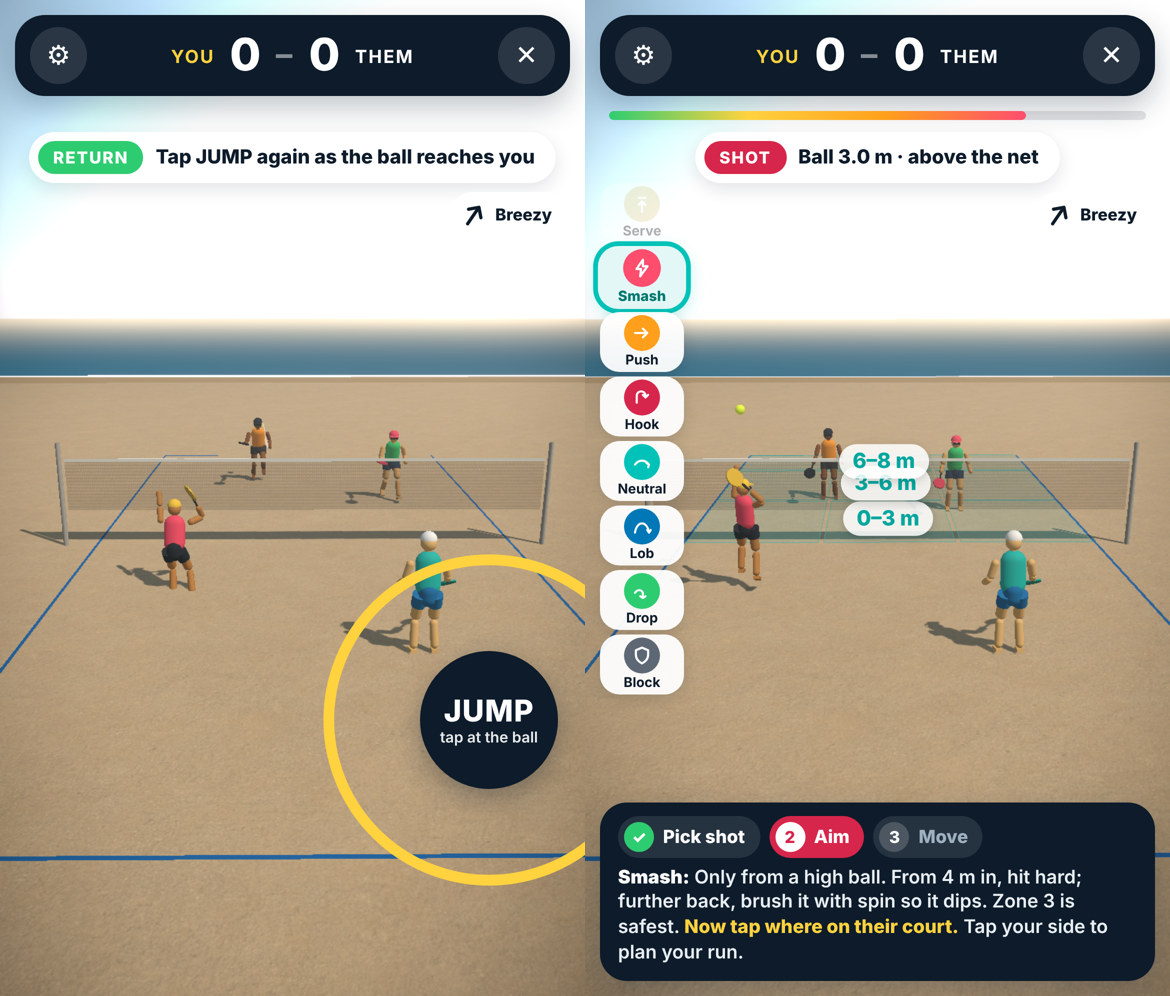 YOU 0 – 0 THEM
RETURN Tap JUMP again as the ball reaches you
Breezy
JUMP
tap at the ball
YOU 0 – 0 THEM
SHOT Ball 3.0 m · above the net
Breezy
Serve
Smash
Push
Hook
Neutral
Lob
Drop
Block
6–8 m
3–6 m
0–3 m
Pick shot 2 Aim 3 Move
Smash: Only from a high ball. From 4 m in, hit hard;
further back, brush it with spin so it dips. Zone 3 is
safest. Now tap where on their court. Tap your side to
plan your run.